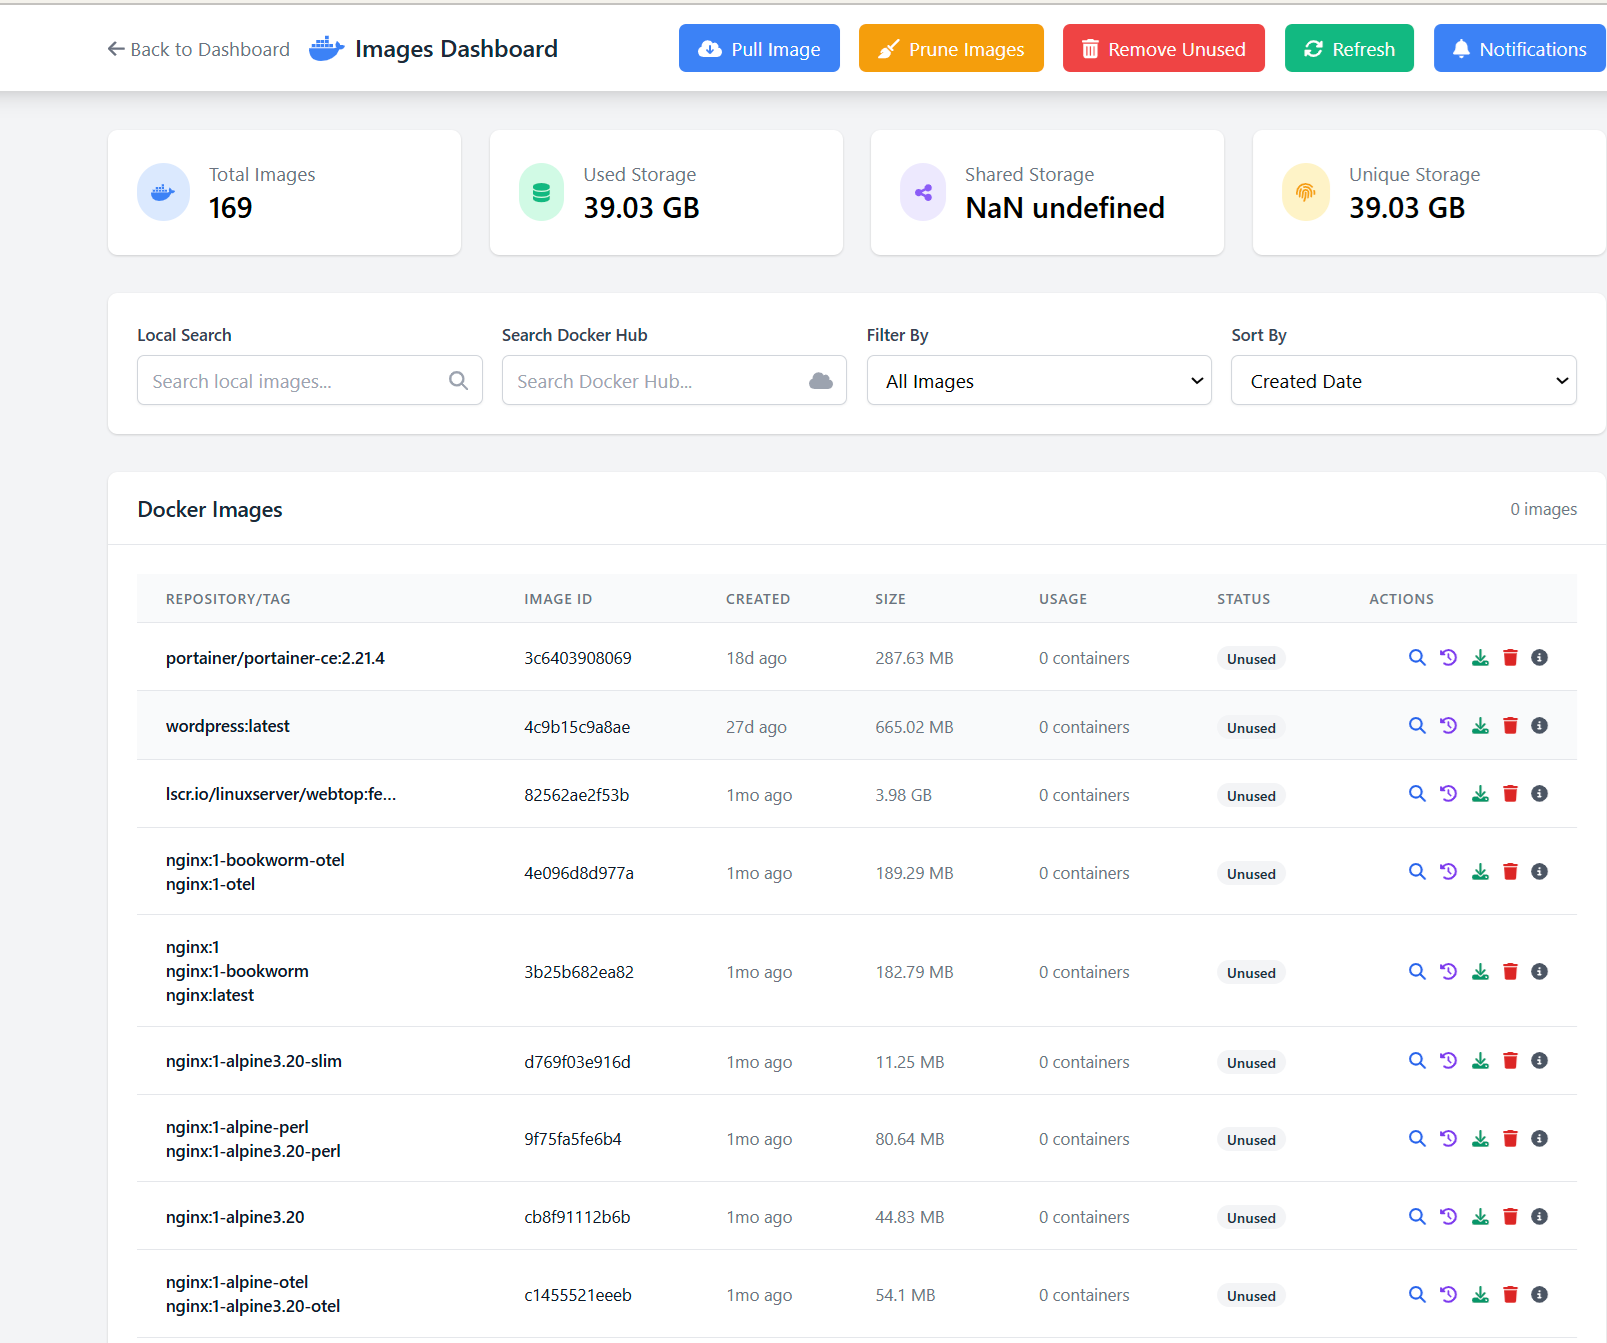 Back to Dashboard
Images Dashboard
Pull Image
Prune Images
Remove Unused
Refresh
Notifications
Total Images
169
Used Storage
39.03 GB
Shared Storage
NaN undefined
Unique Storage
39.03 GB
Local Search
Search local images...
Search Docker Hub
Search Docker Hub...
Filter By
All Images
Sort By
Created Date
Docker Images
0 images
REPOSITORY/TAG IMAGE ID CREATED SIZE USAGE STATUS ACTIONS
portainer/portainer-ce:2.21.4 3c6403908069 18d ago 287.63 MB 0 containers Unused
wordpress:latest 4c9b15c9a8ae 27d ago 665.02 MB 0 containers Unused
lscr.io/linuxserver/webtop:fe... 82562ae2f53b 1mo ago 3.98 GB 0 containers Unused
nginx:1-bookworm-otel
nginx:1-otel
4e096d8d977a 1mo ago 189.29 MB 0 containers Unused
nginx:1
nginx:1-bookworm
nginx:latest
3b25b682ea82 1mo ago 182.79 MB 0 containers Unused
nginx:1-alpine3.20-slim d769f03e916d 1mo ago 11.25 MB 0 containers Unused
nginx:1-alpine-perl
nginx:1-alpine3.20-perl
9f75fa5fe6b4 1mo ago 80.64 MB 0 containers Unused
nginx:1-alpine3.20 cb8f91112b6b 1mo ago 44.83 MB 0 containers Unused
nginx:1-alpine-otel
nginx:1-alpine3.20-otel
c1455521eeeb 1mo ago 54.1 MB 0 containers Unused